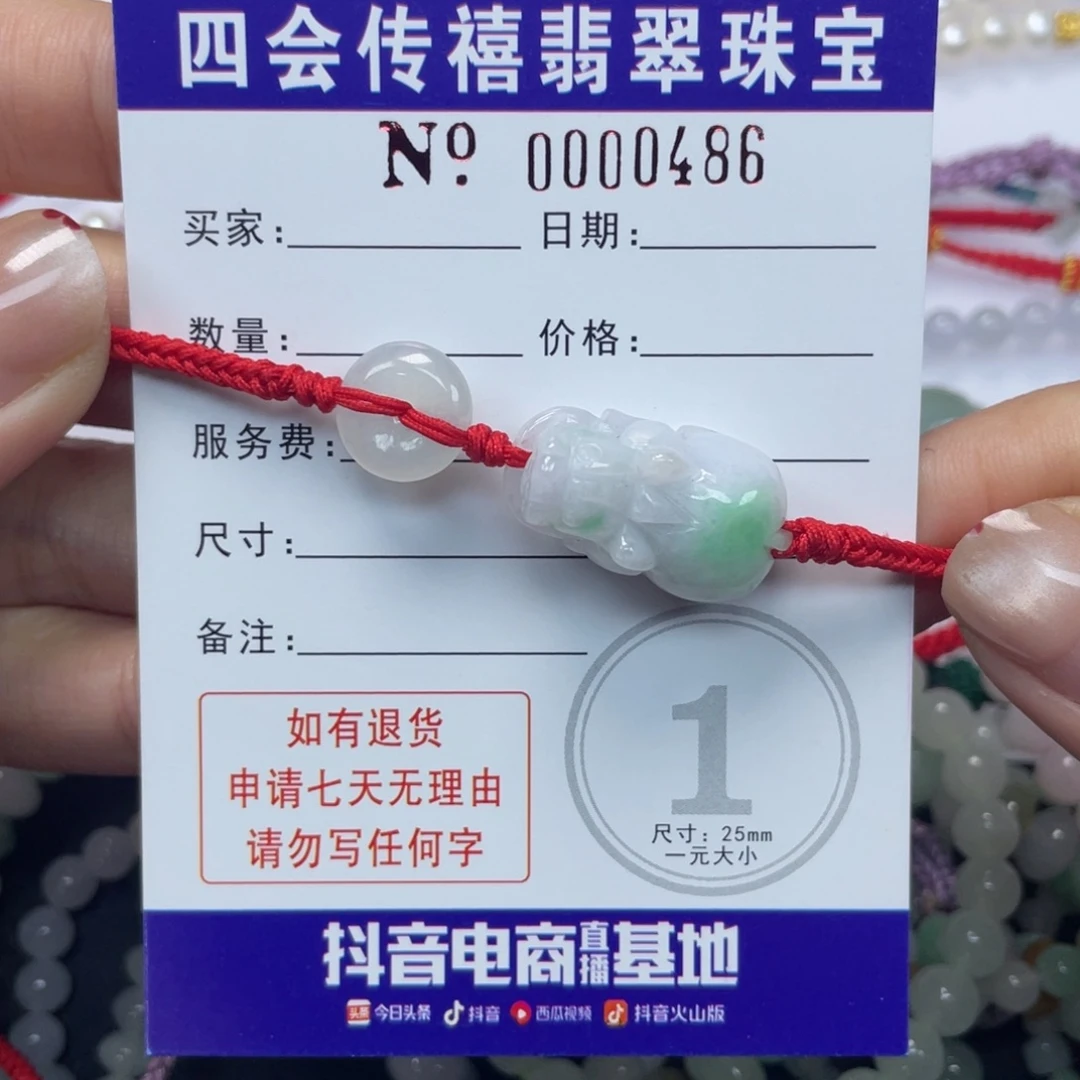 四会传禧翡翠珠宝
No. 0000486
买家: 日期:
数量: 价格:
服务费:
尺寸:
备注:
如有退货
申请七天无理由
请勿写任何字
1
尺寸: 25mm
一元大小
抖音电商直播基地
头条 今日头条 抖音 西瓜视频 抖音火山版